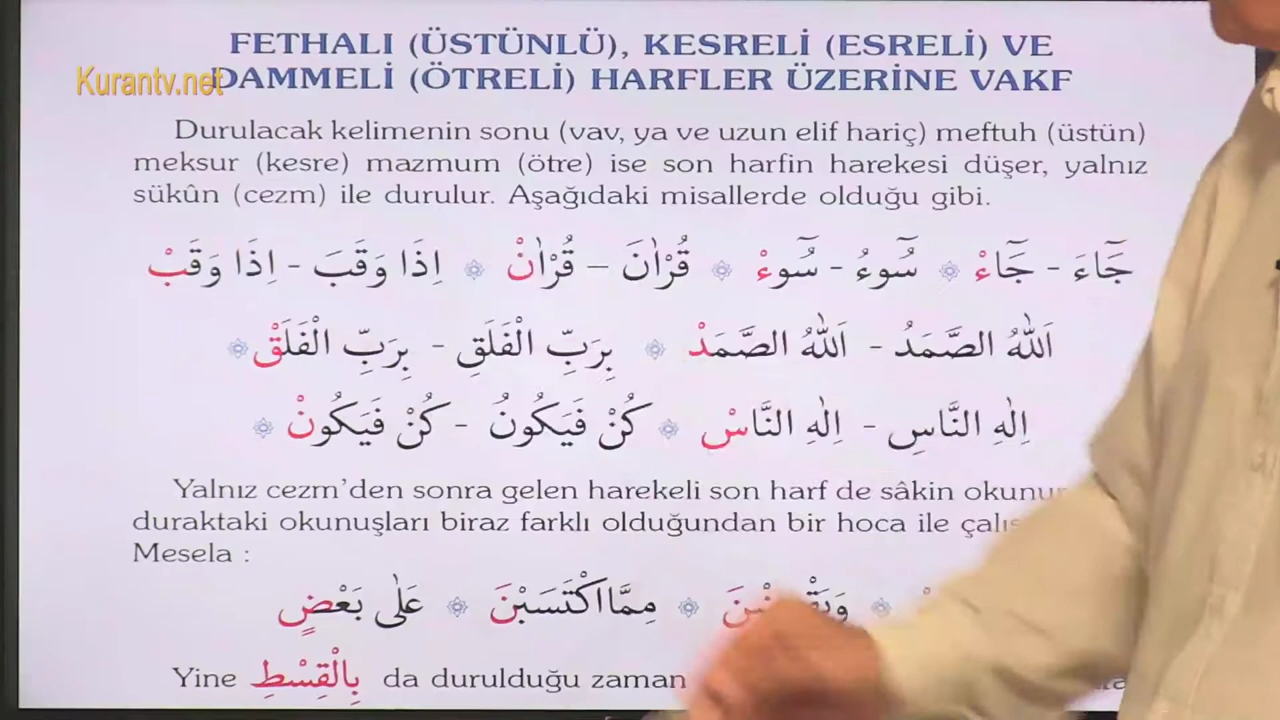 FETHALI (ÜSTÜNLÜ), KESRELİ (ESRELİ) VE
Kurantv.net
DAMMELİ (ÖTRELİ) HARFLER ÜZERİNE VAKF
Durulacak kelimenin sonu (vav, ya ve uzun elif hariç) meftuh (üstün)
meksur (kesre) mazmum (ötre) ise son harfin harekesi düşer, yalnız
sükûn (cezm) ile durulur. Aşağıdaki misallerde olduğu gibi.
جَٓاءَ - جَٓاءْ ۞ سُٓوءُ - سُٓوءْ ۞ قُرْاٰنَ – قُرْاٰنْ ۞ اِذَا وَقَبَ - اِذَا وَقَبْ
اَللّٰهُ الصَّمَدُ - اَللّٰهُ الصَّمَدْ ۞ بِرَبِّ الْفَلَقِ - بِرَبِّ الْفَلَقْ ۞
اِلٰهِ النَّاسِ - اِلٰهِ النَّاسْ ۞ كُنْ فَيَكُونُ - كُنْ فَيَكُونْ ۞
Yalnız cezm’den sonra gelen harekeli son harf de sâkin
duraktaki okunuşları biraz farklı olduğundan bir hoca ile
Mesela :
۞ ۞ مِمَّااكْتَسَبْنَ ۞ عَلٰى بَعْضٍ
Yine بِالْقِسْطِ da durulduğu zaman